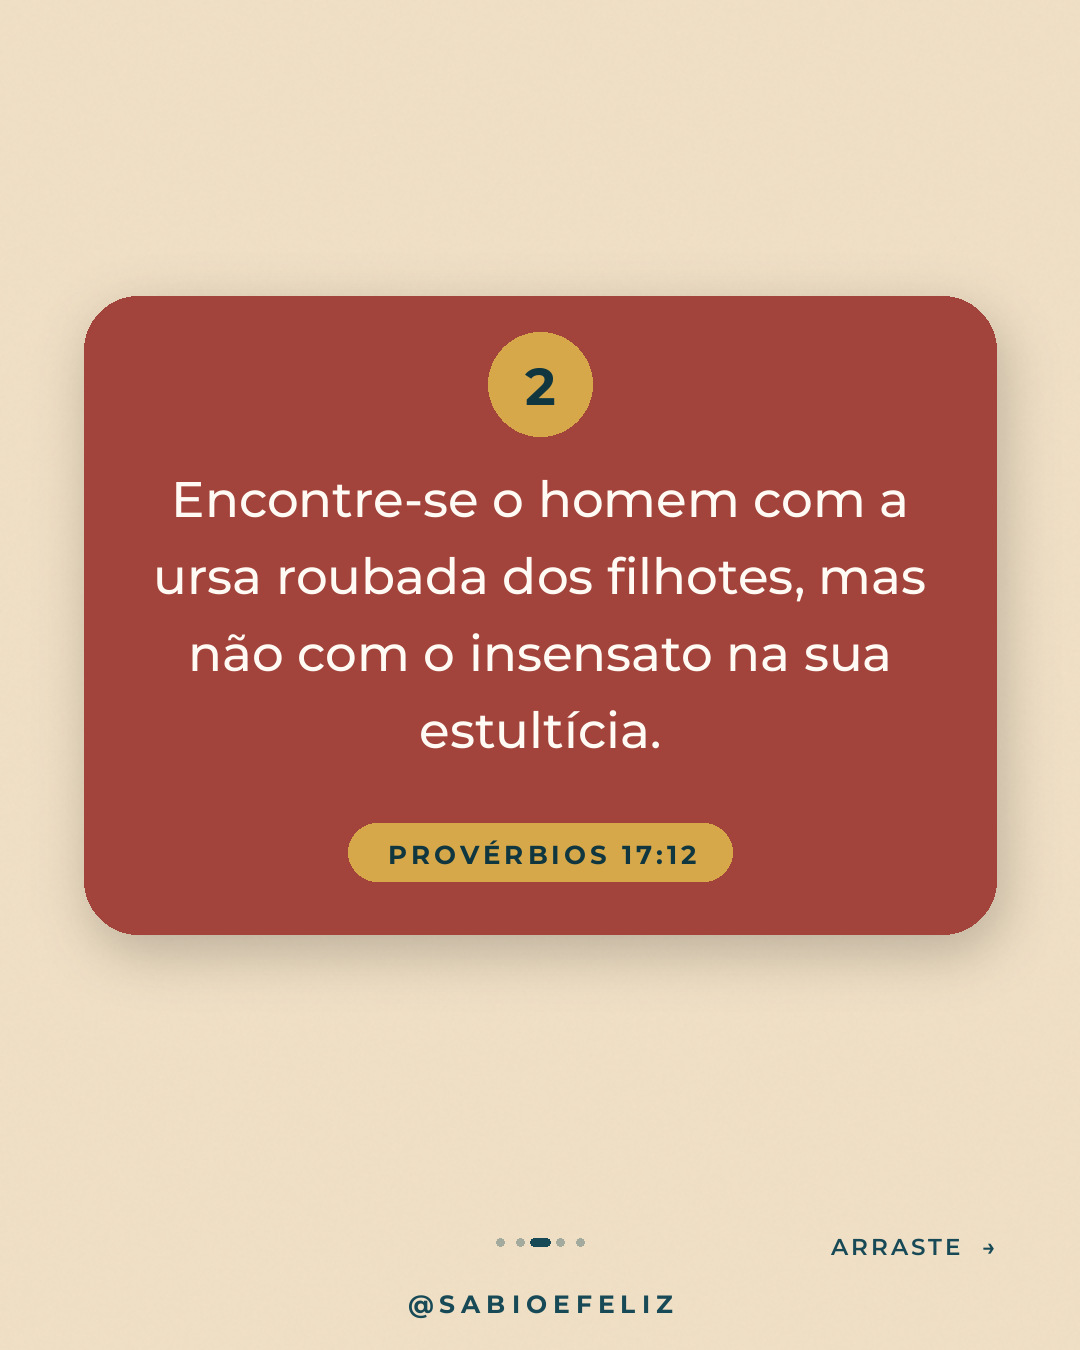 2
Encontre-se o homem com a
ursa roubada dos filhotes, mas
não com o insensato na sua
estultícia.
PROVÉRBIOS 17:12
ARRASTE →
@SABIOEFELIZ